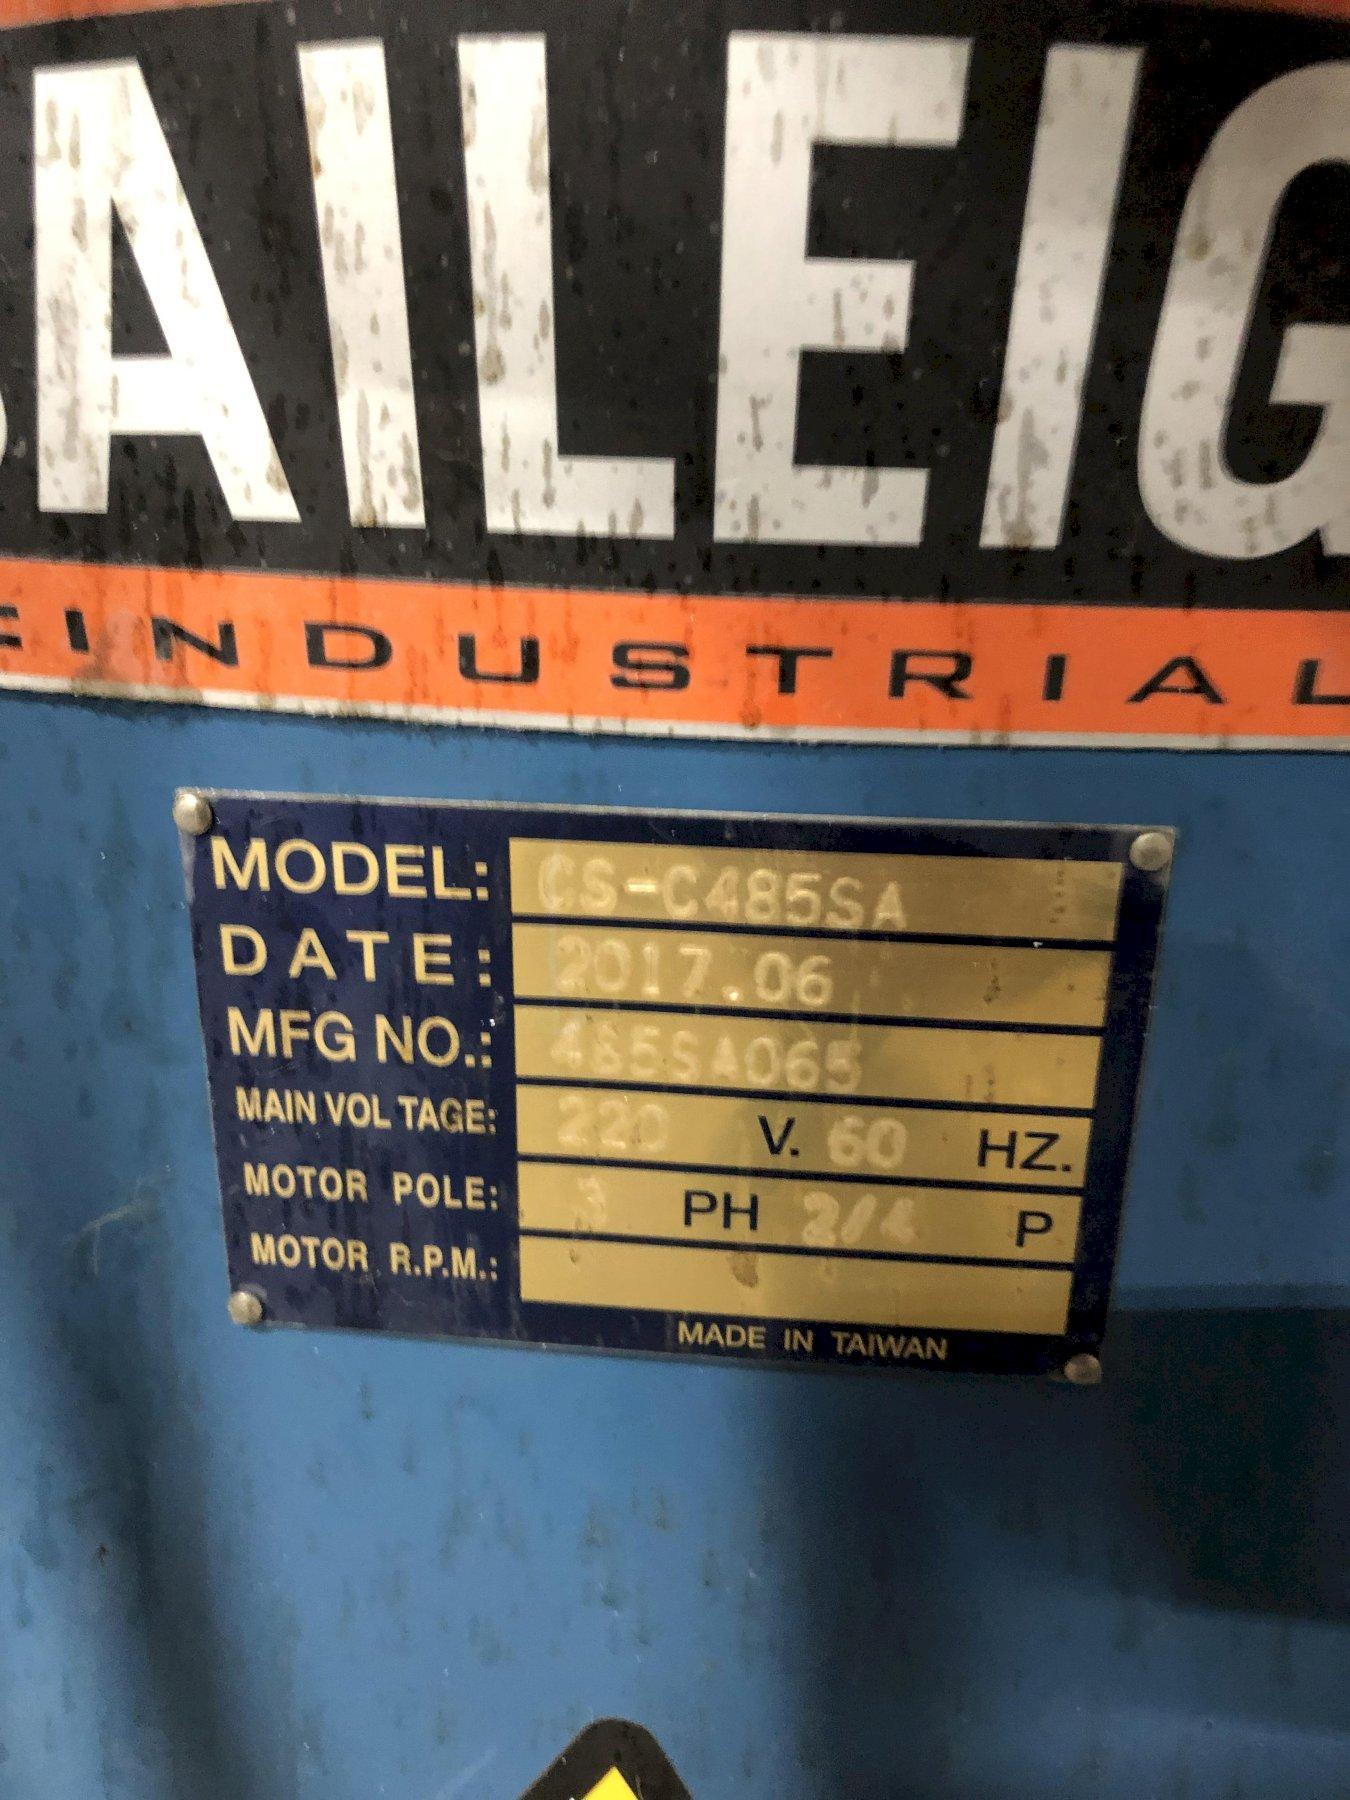 AILEIG
INDUSTRIAL
MODEL: CS-C485SA
DATE: 2017.06
MFG NO.: 485SA065
MAIN VOLTAGE: 220 V. 60 HZ.
MOTOR POLE: 3 PH 2/4 P
MOTOR R.P.M.:
MADE IN TAIWAN